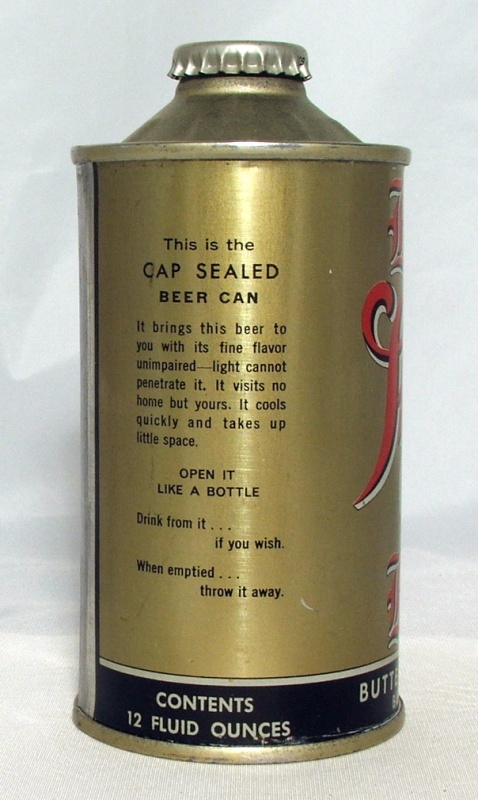 This is the
CAP SEALED
BEER CAN
It brings this beer to
you with its fine flavor
unimpaired—light cannot
penetrate it. It visits no
home but yours. It cools
quickly and takes up
little space.
OPEN IT
LIKE A BOTTLE
Drink from it . . .
if you wish.
When emptied . . .
throw it away.
CONTENTS
12 FLUID OUNCES
BUTTE